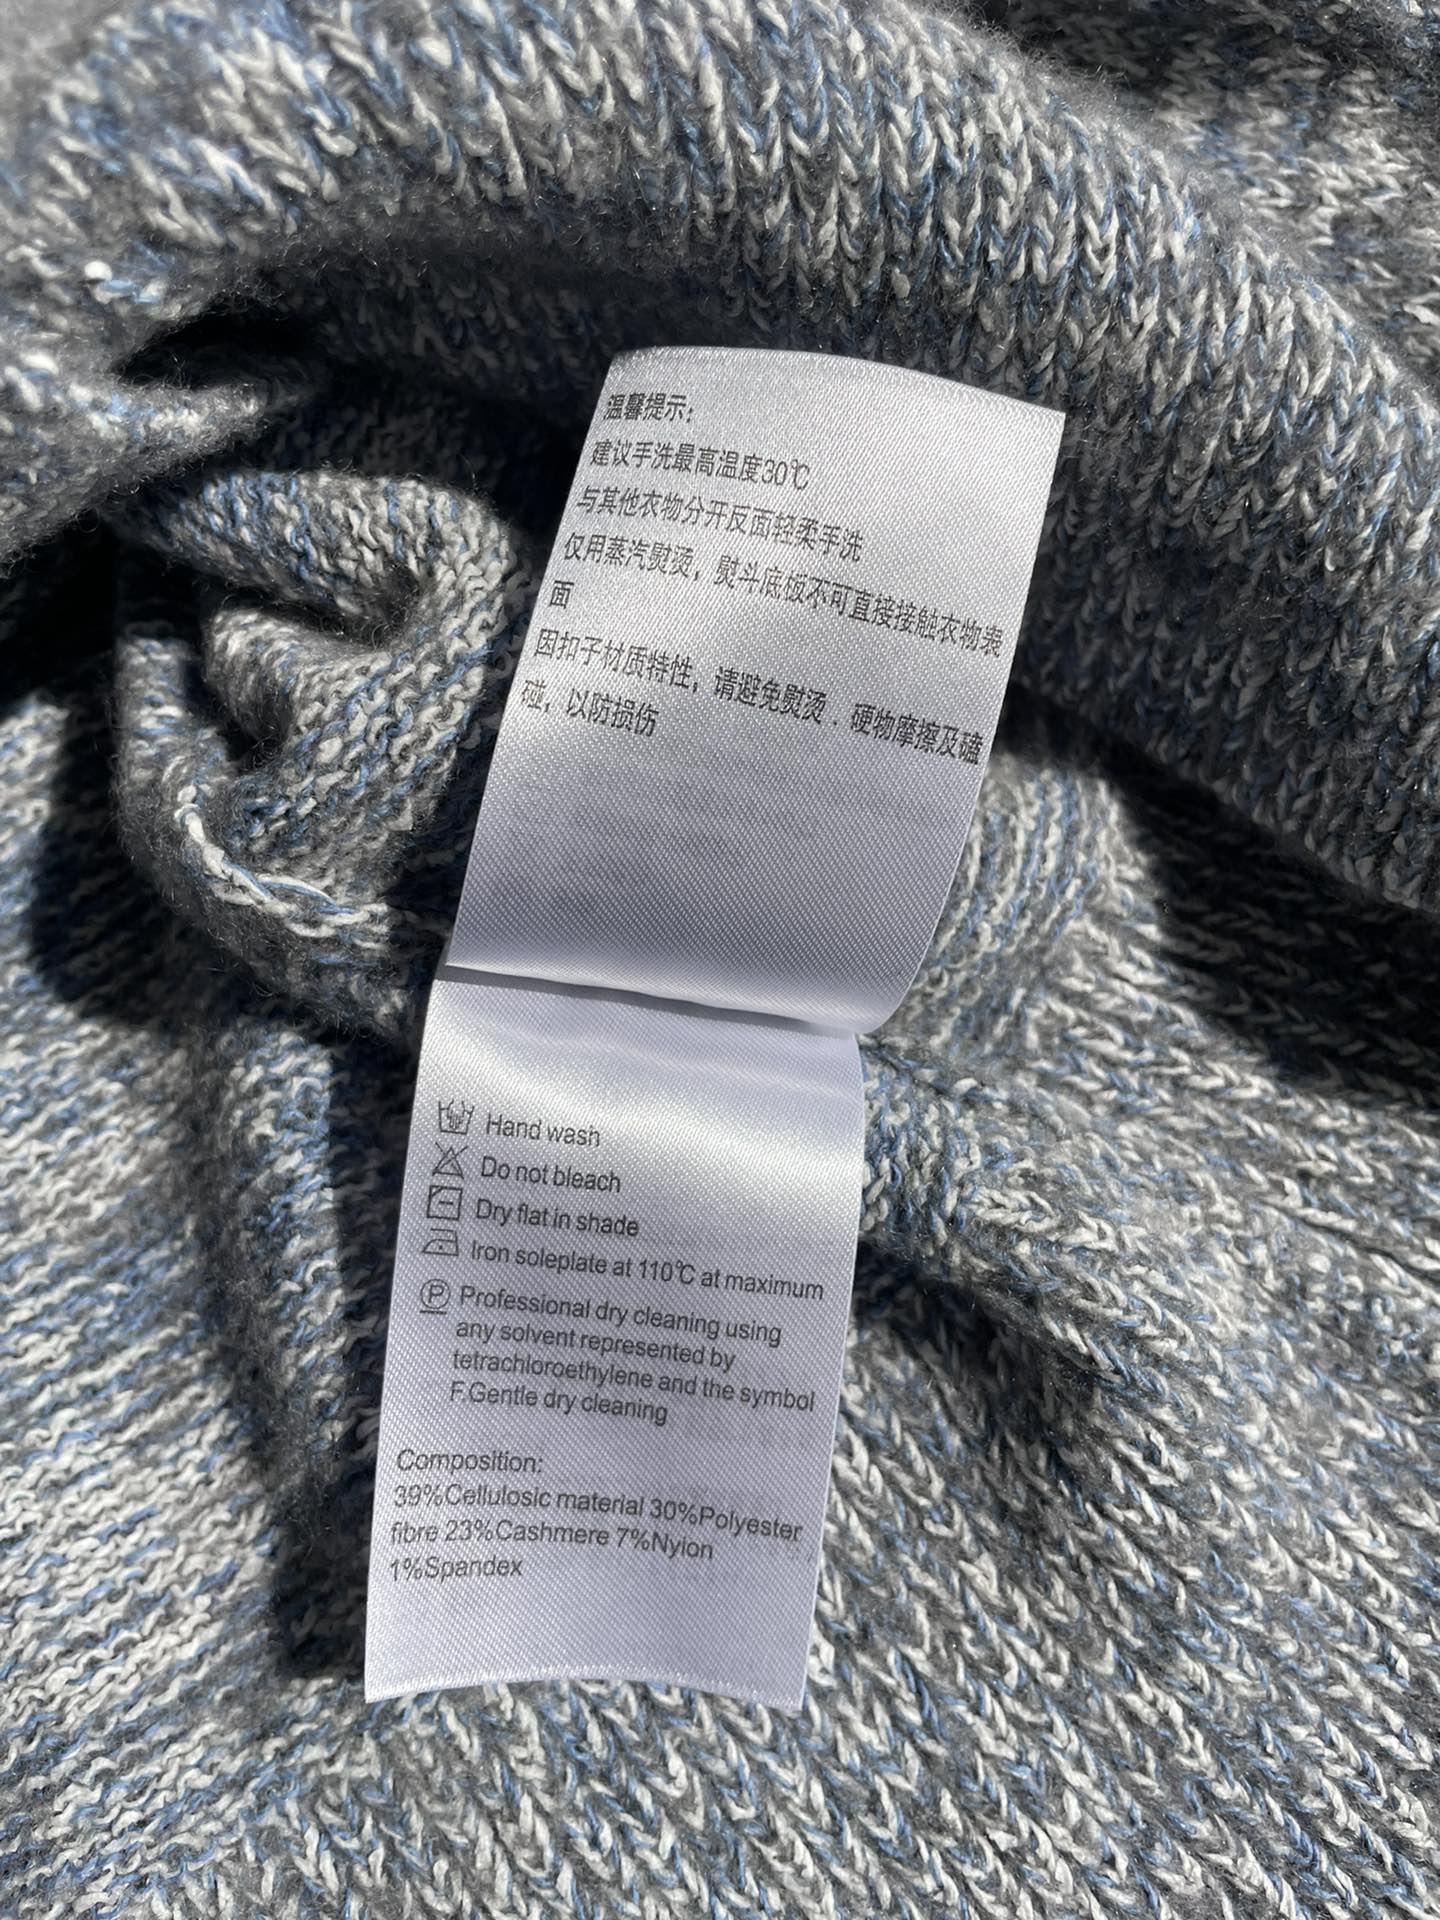 温馨提示：
建议手洗最高温度30℃
与其他衣物分开反面轻柔手洗
仅用蒸汽熨烫，熨斗底板不可直接接触衣物表
面
因扣子材质特性，请避免熨烫．硬物摩擦及磕
碰，以防损伤
Hand wash
Do not bleach
Dry flat in shade
Iron soleplate at 110℃ at maximum
P Professional dry cleaning using
any solvent represented by
tetrachloroethylene and the symbol
F.Gentle dry cleaning
Composition:
39%Cellulosic material 30%Polyester
fibre 23%Cashmere 7%Nylon
1%Spandex